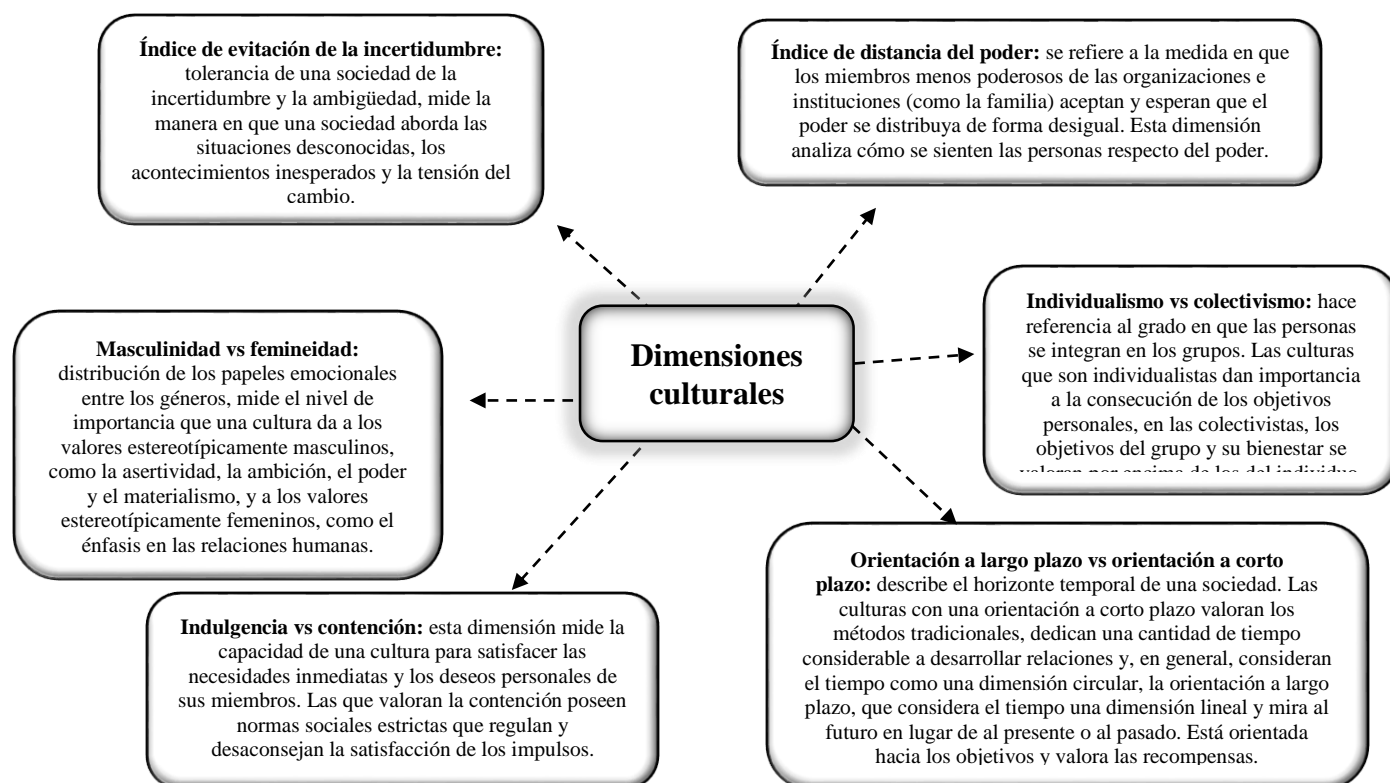 Índice de evitación de la incertidumbre:
tolerancia de una sociedad de la
incertidumbre y la ambigüedad, mide la
manera en que una sociedad aborda las
situaciones desconocidas, los
acontecimientos inesperados y la tensión del
cambio.
Índice de distancia del poder: se refiere a la medida en que
los miembros menos poderosos de las organizaciones e
instituciones (como la familia) aceptan y esperan que el
poder se distribuya de forma desigual. Esta dimensión
analiza cómo se sienten las personas respecto del poder.
Dimensiones
culturales
Individualismo vs colectivismo: hace
referencia al grado en que las personas
se integran en los grupos. Las culturas
que son individualistas dan importancia
a la consecución de los objetivos
personales, en las colectivistas, los
objetivos del grupo y su bienestar se
valoran por encima de los del individuo
Masculinidad vs femineidad:
distribución de los papeles emocionales
entre los géneros, mide el nivel de
importancia que una cultura da a los
valores estereotípicamente masculinos,
como la asertividad, la ambición, el poder
y el materialismo, y a los valores
estereotípicamente femeninos, como el
énfasis en las relaciones humanas.
Orientación a largo plazo vs orientación a corto
plazo: describe el horizonte temporal de una sociedad. Las
culturas con una orientación a corto plazo valoran los
métodos tradicionales, dedican una cantidad de tiempo
considerable a desarrollar relaciones y, en general, consideran
el tiempo como una dimensión circular, la orientación a largo
plazo, que considera el tiempo una dimensión lineal y mira al
futuro en lugar de al presente o al pasado. Está orientada
hacia los objetivos y valora las recompensas.
Indulgencia vs contención: esta dimensión mide la
capacidad de una cultura para satisfacer las
necesidades inmediatas y los deseos personales de
sus miembros. Las que valoran la contención poseen
normas sociales estrictas que regulan y
desaconsejan la satisfacción de los impulsos.